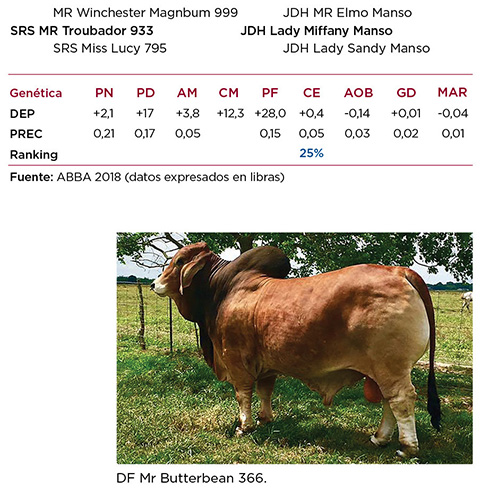 MR Winchester Magnbum 999 JDH MR Elmo Manso
SRS MR Troubador 933 JDH Lady Miffany Manso
SRS Miss Lucy 795 JDH Lady Sandy Manso
Genética PN PD AM CM PF CE AOB GD MAR
DEP +2,1 +17 +3,8 +12,3 +28,0 +0,4 -0,14 +0,01 -0,04
PREC 0,21 0,17 0,05 0,15 0,05 0,03 0,02 0,01
Ranking 25%
Fuente: ABBA 2018 (datos expresados en libras)
DF Mr Butterbean 366.